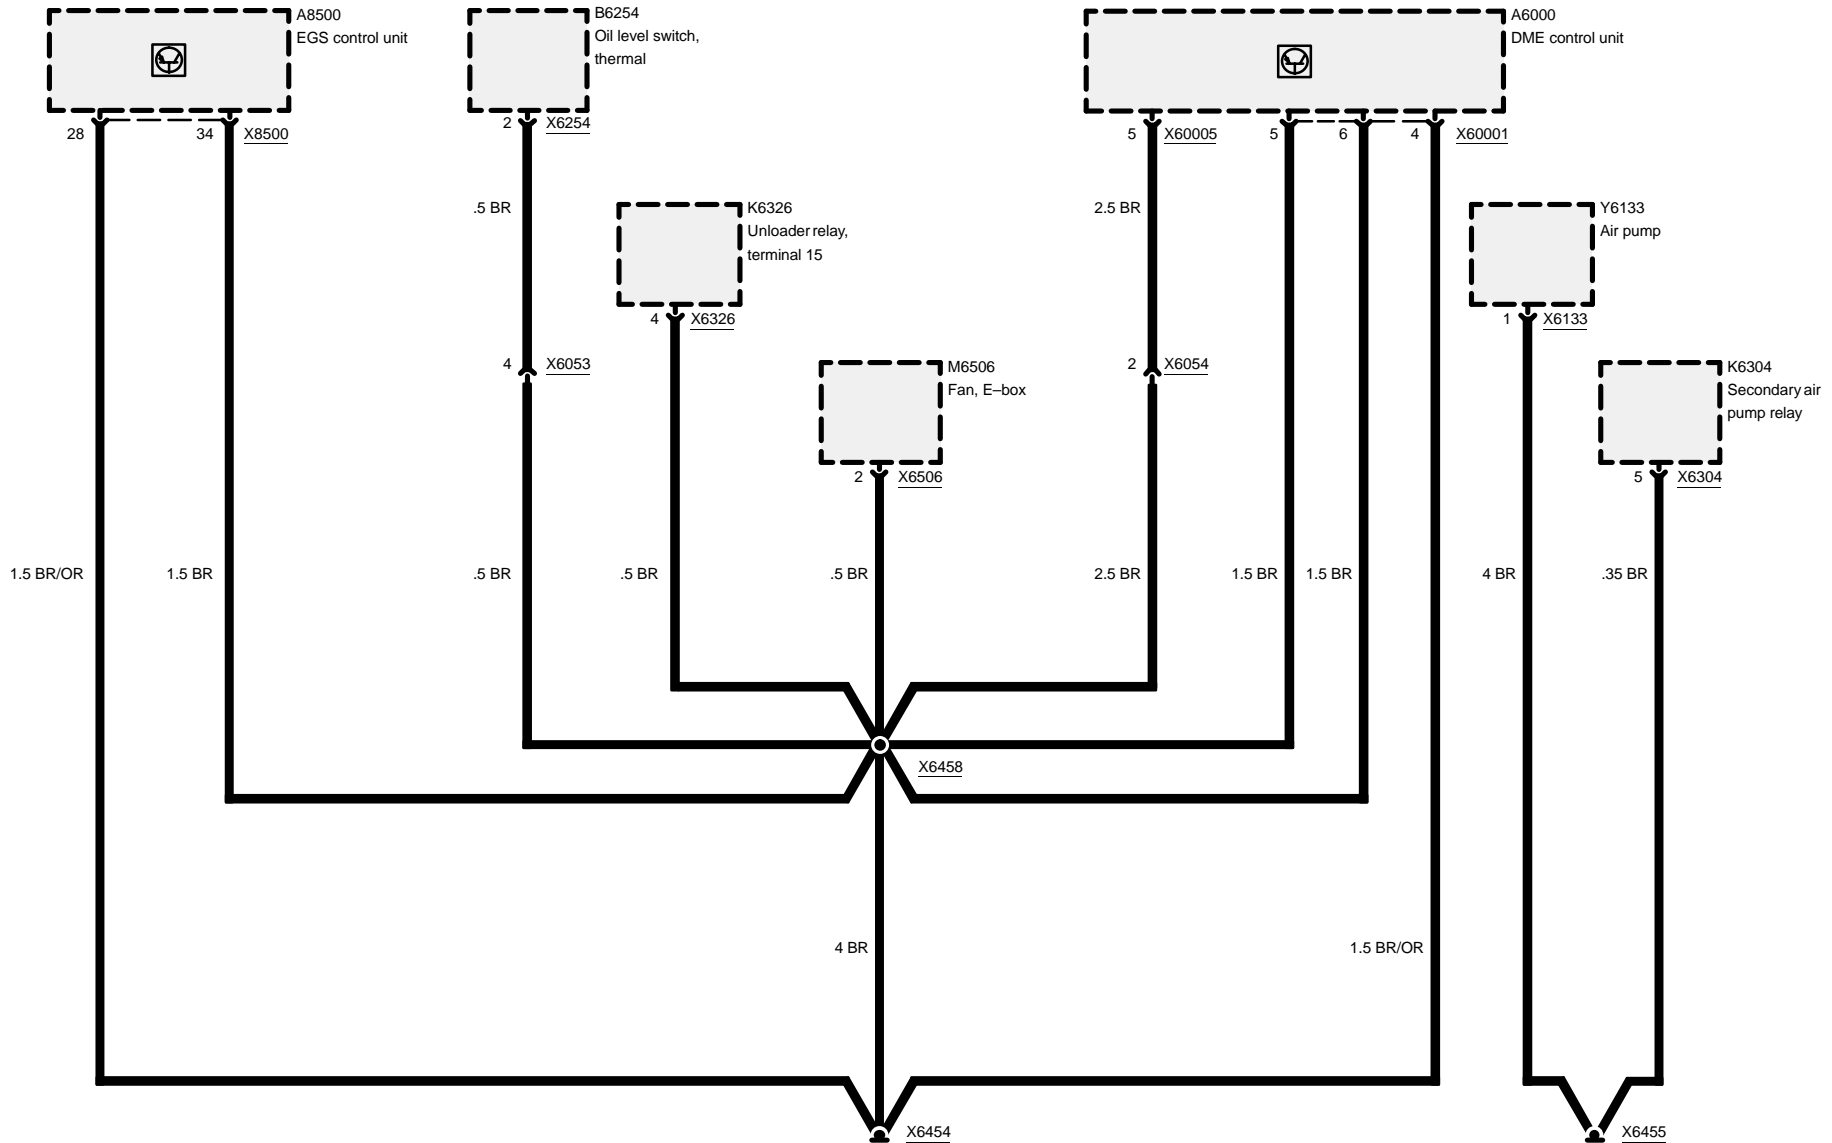 A8500
EGS control unit
B6254
Oil level switch,
thermal
A6000
DME control unit
28
34
X8500
2
X6254
5
X60005
5
6
4
X60001
.5 BR
K6326
Unloader relay,
terminal 15
2.5 BR
Y6133
Air pump
4
X6326
1
X6133
4
X6053
M6506
Fan, E–box
2
X6054
K6304
Secondary air
pump relay
2
X6506
5
X6304
1.5 BR/OR
1.5 BR
.5 BR
.5 BR
.5 BR
2.5 BR
1.5 BR
1.5 BR
4 BR
.35 BR
X6458
4 BR
1.5 BR/OR
X6454
X6455